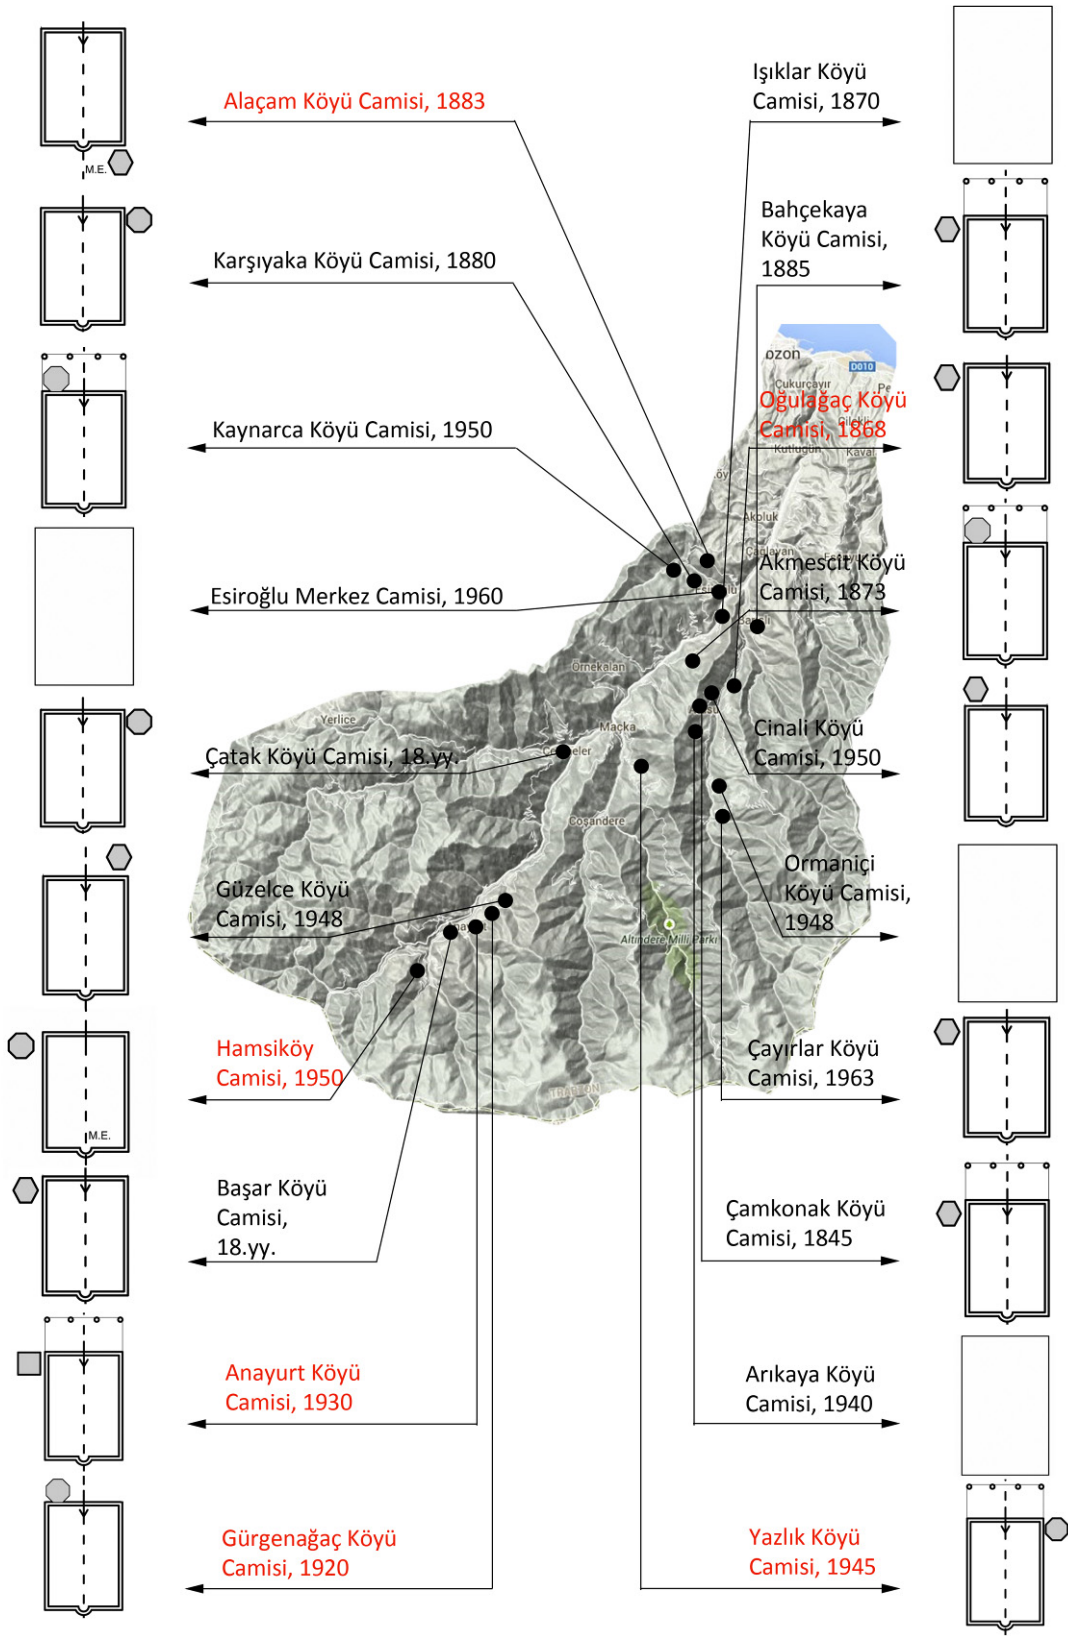 Alaçam Köyü Camisi, 1883
M.E.
Karşıyaka Köyü Camisi, 1880
Kaynarca Köyü Camisi, 1950
Esiroğlu Merkez Camisi, 1960
Çatak Köyü Camisi, 18.yy.
Güzelce Köyü
Camisi, 1948
Hamsiköy
Camisi, 1950
M.E.
Başar Köyü
Camisi,
18.yy.
Anayurt Köyü
Camisi, 1930
Gürgenağaç Köyü
Camisi, 1920
Işıklar Köyü
Camisi, 1870
Bahçekaya
Köyü Camisi,
1885
Oğulağaç Köyü
Camisi, 1868
Akmescit Köyü
Camisi, 1873
Cinali Köyü
Camisi, 1950
Ormaniçi
Köyü Camisi,
1948
Çayırlar Köyü
Camisi, 1963
Çamkonak Köyü
Camisi, 1845
Arıkaya Köyü
Camisi, 1940
Yazlık Köyü
Camisi, 1945
D010
Çukurçayır
Kutlugün
Akoluk
Çağlayan
Örnekalan
Yerlice
Maçka
Coşandere
Altındere Milli Parkı
TRABZON